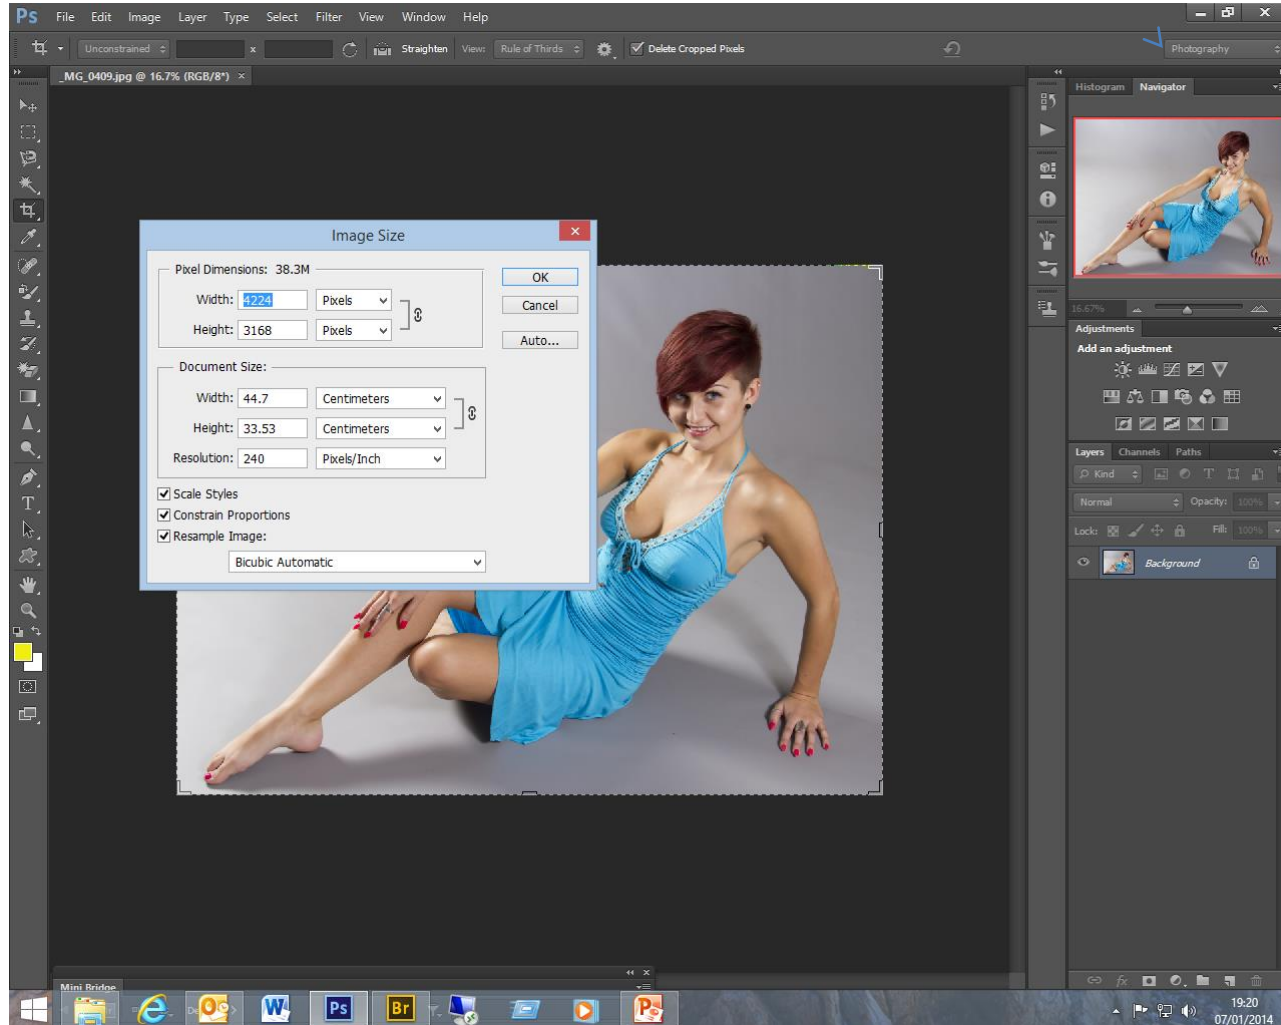 Ps File Edit Image Layer Type Select Filter View Window Help
Unconstrained x Straighten View: Rule of Thirds Delete Cropped Pixels Photography
_MG_0409.jpg @ 16.7% (RGB/8*) ×
Histogram Navigator
Image Size
Pixel Dimensions: 38.3M
Width: 4224 Pixels
Height: 3168 Pixels
OK
Cancel
Auto...
Document Size:
Width: 44.7 Centimeters
Height: 33.53 Centimeters
Resolution: 240 Pixels/Inch
Scale Styles
Constrain Proportions
Resample Image:
Bicubic Automatic
16.67%
Adjustments
Add an adjustment
Layers Channels Paths
Kind
Normal Opacity: 100%
Lock: Fill: 100%
Background
Mini Bridge
Ps Br
19:20
07/01/2014